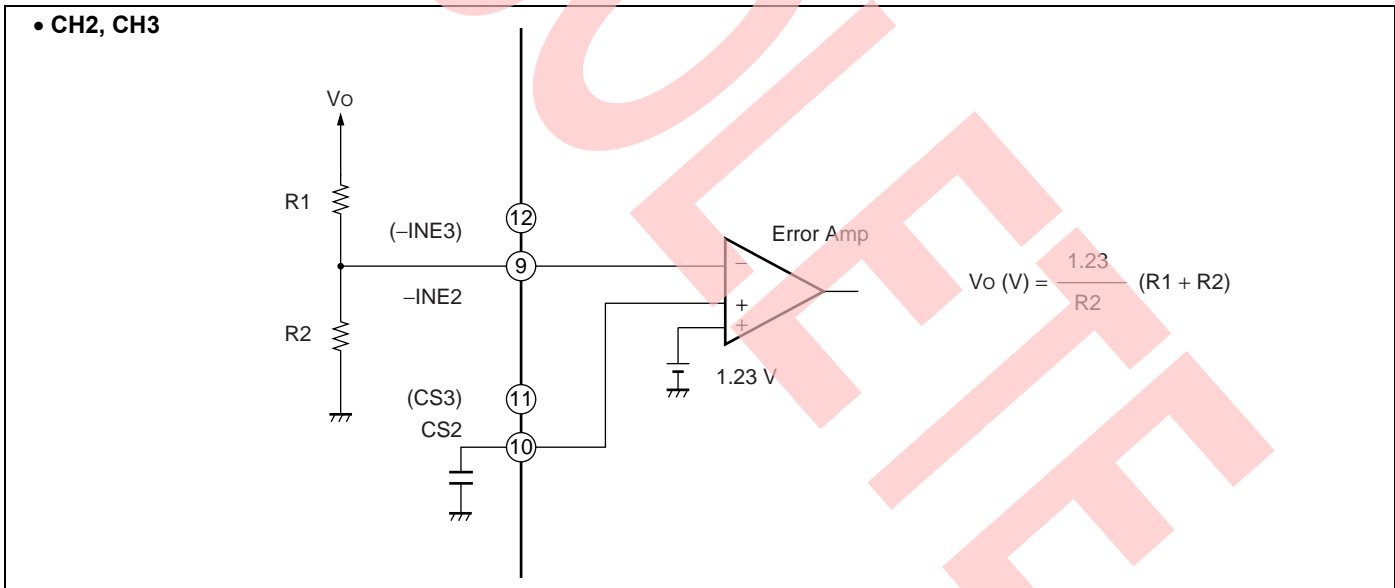 • CH2, CH3
Vo
R1
(−INE3)
12
9
−INE2
R2
(CS3)
11
CS2
10
Error Amp
−
+
+
1.23 V
Vo (V) = 1.23 / R2 (R1 + R2)
OLETE